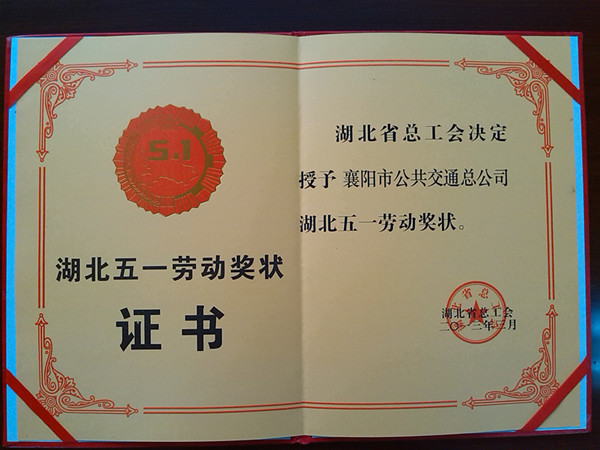 5.1
湖北五一劳动奖状
证书
湖北省总工会决定
授予 襄阳市公共交通总公司
湖北五一劳动奖状。
湖北省总工会